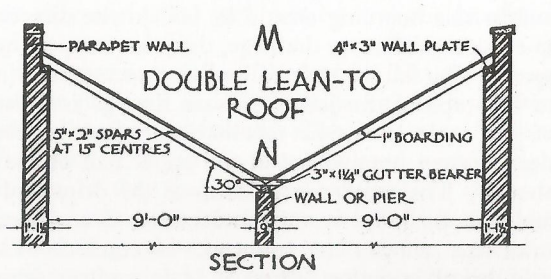 M
PARAPET WALL
4"×3" WALL PLATE
DOUBLE LEAN-TO
ROOF
5"×2" SPARS
AT 15" CENTRES
1" BOARDING
N
30°
3"×1¼" GUTTER BEARER
WALL OR PIER
1'-1½
9'-0"
9"
9'-0"
1'-1½
SECTION